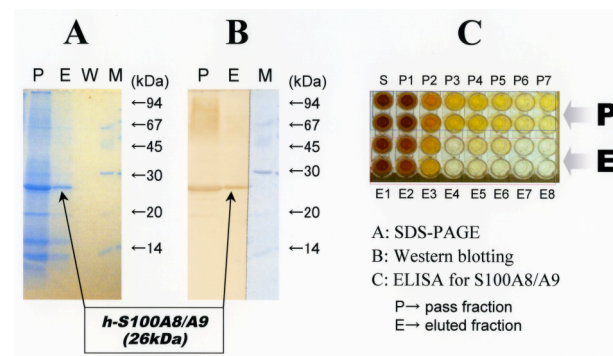 A
B
C
P E W M (kDa)
←94
←67
←45
←30
←20
←14
P E M (kDa)
←94
←67
←45
←30
←20
←14
h-S100A8/A9
(26kDa)
S P1 P2 P3 P4 P5 P6 P7
P
E
E1 E2 E3 E4 E5 E6 E7 E8
A: SDS-PAGE
B: Western blotting
C: ELISA for S100A8/A9
P→ pass fraction
E→ eluted fraction